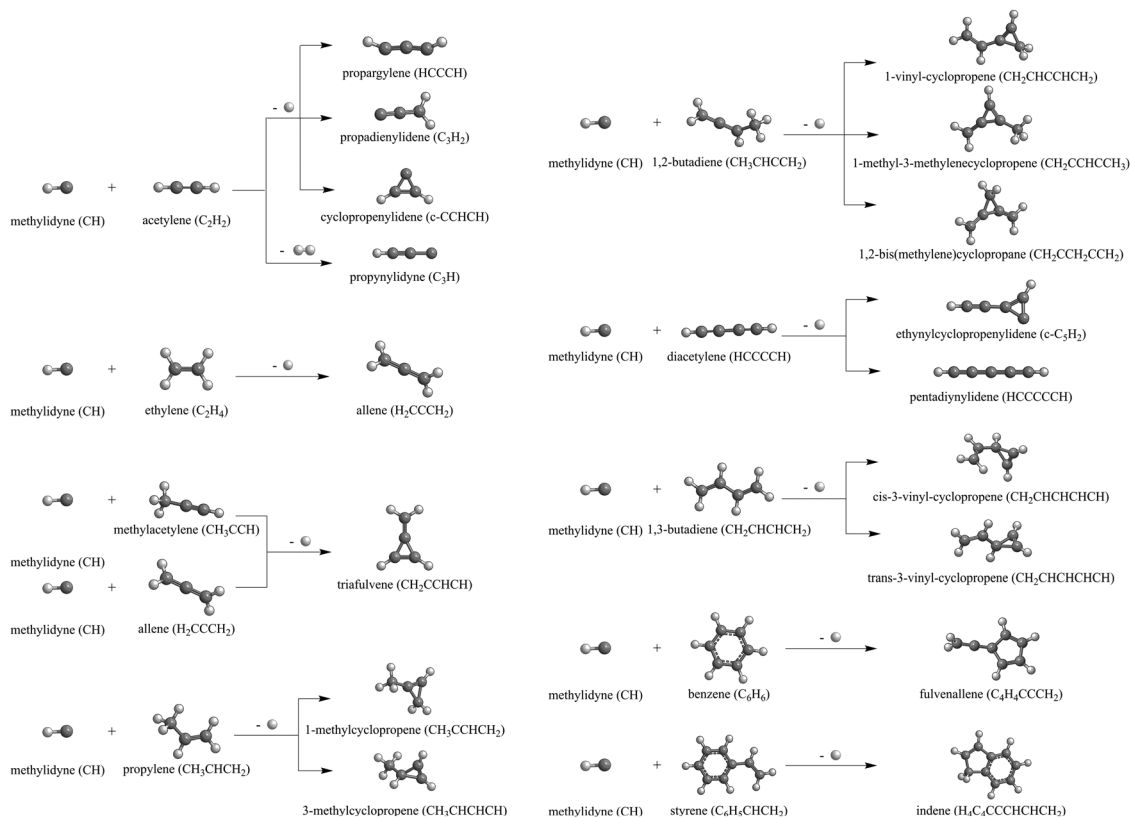 propargylene (HCCCH)
-
propadienylidene (C₃H₂)
+
methylidyne (CH) acetylene (C₂H₂)
cyclopropenylidene (c-CCHCH)
-
propynylidyne (C₃H)
+ -
methylidyne (CH) ethylene (C₂H₄) allene (H₂CCCH₂)
+
methylacetylene (CH₃CCH)
-
methylidyne (CH)
triafulvene (CH₂CCHCH)
+
methylidyne (CH) allene (H₂CCCH₂)
1-methylcyclopropene (CH₃CCHCH₂)
+ -
methylidyne (CH) propylene (CH₃CHCH₂)
3-methylcyclopropene (CH₃CHCHCH)
1-vinyl-cyclopropene (CH₂CHCCHCH₂)
+ -
methylidyne (CH) 1,2-butadiene (CH₃CHCCH₂)
1-methyl-3-methylenecyclopropene (CH₂CCHCCH₃)
1,2-bis(methylene)cyclopropane (CH₂CCH₂CCH₂)
+ -
methylidyne (CH) diacetylene (HCCCCH)
ethynylcyclopropenylidene (c-C₅H₂)
pentadiynylidene (HCCCCCH)
+ -
methylidyne (CH) 1,3-butadiene (CH₂CHCHCH₂)
cis-3-vinyl-cyclopropene (CH₂CHCHCHCH)
trans-3-vinyl-cyclopropene (CH₂CHCHCHCH)
+ -
methylidyne (CH) benzene (C₆H₆) fulvenallene (C₄H₄CCCH₂)
+ -
methylidyne (CH) styrene (C₆H₅CHCH₂) indene (H₄C₄CCCHCHCH₂)